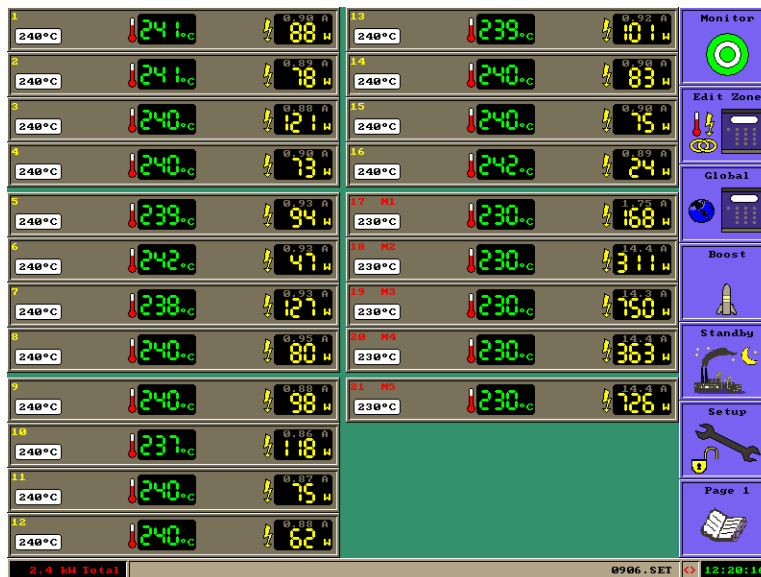 1
240°C 241°C 0.90 A 88 W
2
240°C 241°C 0.89 A 78 W
3
240°C 240°C 0.88 A 121 W
4
240°C 240°C 0.90 A 73 W
5
240°C 239°C 0.93 A 94 W
6
240°C 242°C 0.93 A 47 W
7
240°C 238°C 0.93 A 127 W
8
240°C 240°C 0.95 A 80 W
9
240°C 240°C 0.88 A 98 W
10
240°C 237°C 0.86 A 118 W
11
240°C 240°C 0.87 A 75 W
12
240°C 240°C 0.88 A 62 W
13
240°C 239°C 0.92 A 101 W
14
240°C 240°C 0.90 A 83 W
15
240°C 240°C 0.90 A 75 W
16
240°C 242°C 0.89 A 24 W
17 M1
230°C 230°C 1.75 A 168 W
18 M2
230°C 230°C 14.4 A 311 W
19 M3
230°C 230°C 14.3 A 750 W
20 M4
230°C 230°C 14.4 A 363 W
21 M5
230°C 230°C 14.4 A 726 W
Monitor
Edit Zone
Global
Boost
Standby
Setup
Page 1
2.4 kW Total 0906.SET <> 12:20:16